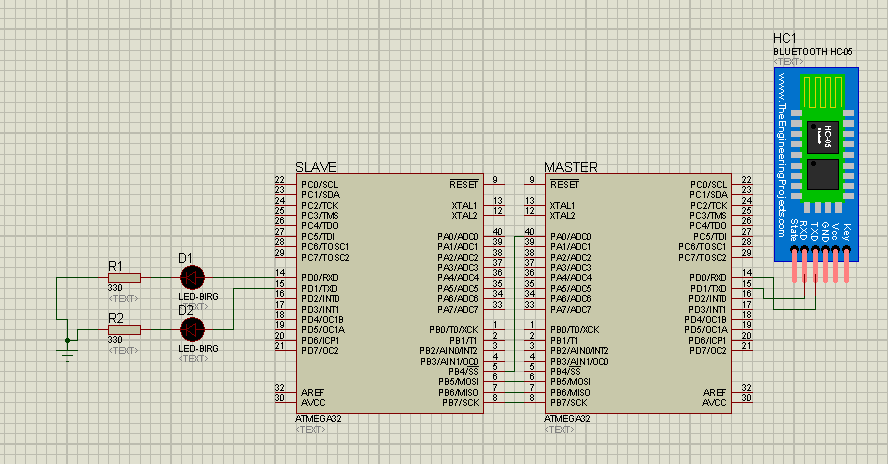 HC1
BLUETOOTH HC-05
<TEXT>
www.TheEngineeringProjects.com
HC-05
State
RXD
TXD
GND
Vcc
Key
SLAVE
22 PC0/SCL
23 PC1/SDA
24 PC2/TCK
25 PC3/TMS
26 PC4/TDO
27 PC5/TDI
28 PC6/TOSC1
29 PC7/TOSC2
14 PD0/RXD
15 PD1/TXD
16 PD2/INT0
17 PD3/INT1
18 PD4/OC1B
19 PD5/OC1A
20 PD6/ICP1
21 PD7/OC2
32 AREF
30 AVCC
RESET 9
XTAL1 13
XTAL2 12
PA0/ADC0 40
PA1/ADC1 39
PA2/ADC2 38
PA3/ADC3 37
PA4/ADC4 36
PA5/ADC5 35
PA6/ADC6 34
PA7/ADC7 33
PB0/T0/XCK 1
PB1/T1 2
PB2/AIN0/INT2 3
PB3/AIN1/OC0 4
PB4/SS 5
PB5/MOSI 6
PB6/MISO 7
PB7/SCK 8
ATMEGA32
<TEXT>
MASTER
9 RESET
13 XTAL1
12 XTAL2
40 PA0/ADC0
39 PA1/ADC1
38 PA2/ADC2
37 PA3/ADC3
36 PA4/ADC4
35 PA5/ADC5
34 PA6/ADC6
33 PA7/ADC7
1 PB0/T0/XCK
2 PB1/T1
3 PB2/AIN0/INT2
4 PB3/AIN1/OC0
5 PB4/SS
6 PB5/MOSI
7 PB6/MISO
8 PB7/SCK
PC0/SCL 22
PC1/SDA 23
PC2/TCK 24
PC3/TMS 25
PC4/TDO 26
PC5/TDI 27
PC6/TOSC1 28
PC7/TOSC2 29
PD0/RXD 14
PD1/TXD 15
PD2/INT0 16
PD3/INT1 17
PD4/OC1B 18
PD5/OC1A 19
PD6/ICP1 20
PD7/OC2 21
AREF 32
AVCC 30
ATMEGA32
<TEXT>
R1
330
<TEXT>
D1
LED-BIRG
<TEXT>
R2
330
<TEXT>
D2
LED-BIRG
<TEXT>